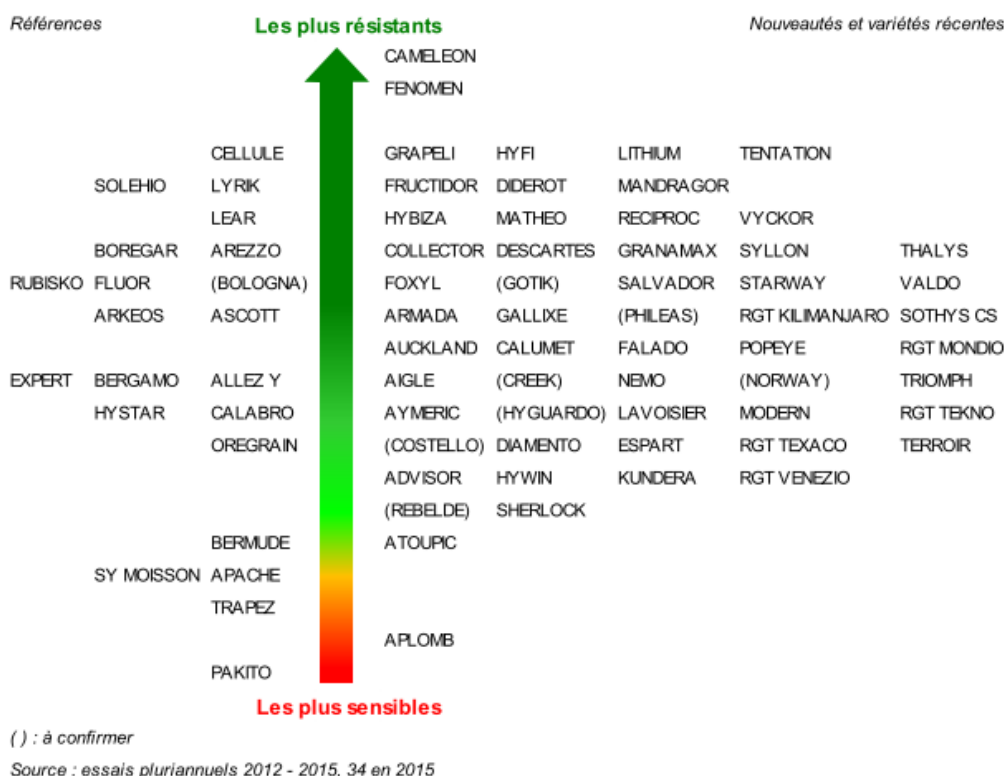 Références Les plus résistants Nouveautés et variétés récentes
CAMELEON
FENOMEN
CELLULE GRAPELI HYFI LITHIUM TENTATION
SOLEHIO LYRIK FRUCTIDOR DIDEROT MANDRAGOR
LEAR HYBIZA MATHEO RECIPROC VYCKOR
BOREGAR AREZZO COLLECTOR DESCARTES GRANAMAX SYLLON THALYS
RUBISKO FLUOR (BOLOGNA) FOXYL (GOTIK) SALVADOR STARWAY VALDO
ARKEOS ASCOTT ARMADA GALLIXE (PHILEAS) RGT KILIMANJARO SOTHYS CS
AUCKLAND CALUMET FALADO POPEYE RGT MONDIO
EXPERT BERGAMO ALLEZ Y AIGLE (CREEK) NEMO (NORWAY) TRIOMPH
HYSTAR CALABRO AYMERIC (HYGUARDO) LAVOISIER MODERN RGT TEKNO
OREGRAIN (COSTELLO) DIAMENTO ESPART RGT TEXACO TERROIR
ADVISOR HYWIN KUNDERA RGT VENEZIO
(REBELDE) SHERLOCK
BERMUDE ATOUPIC
SY MOISSON APACHE
TRAPEZ
APLOMB
PAKITO
Les plus sensibles
( ) : à confirmer
Source : essais pluriannuels 2012 - 2015, 34 en 2015